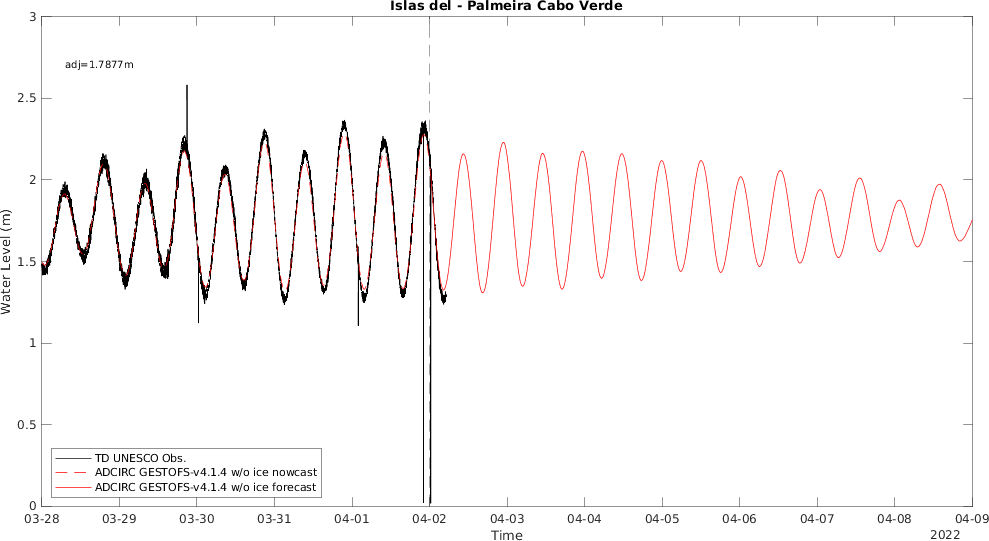 Islas del - Palmeira Cabo Verde
adj=1.7877m
Water Level (m)
3
2.5
2
1.5
1
0.5
0
TD UNESCO Obs.
ADCIRC GESTOFS-v4.1.4 w/o ice nowcast
ADCIRC GESTOFS-v4.1.4 w/o ice forecast
03-28 03-29 03-30 03-31 04-01 04-02 04-03 04-04 04-05 04-06 04-07 04-08 04-09
Time
2022